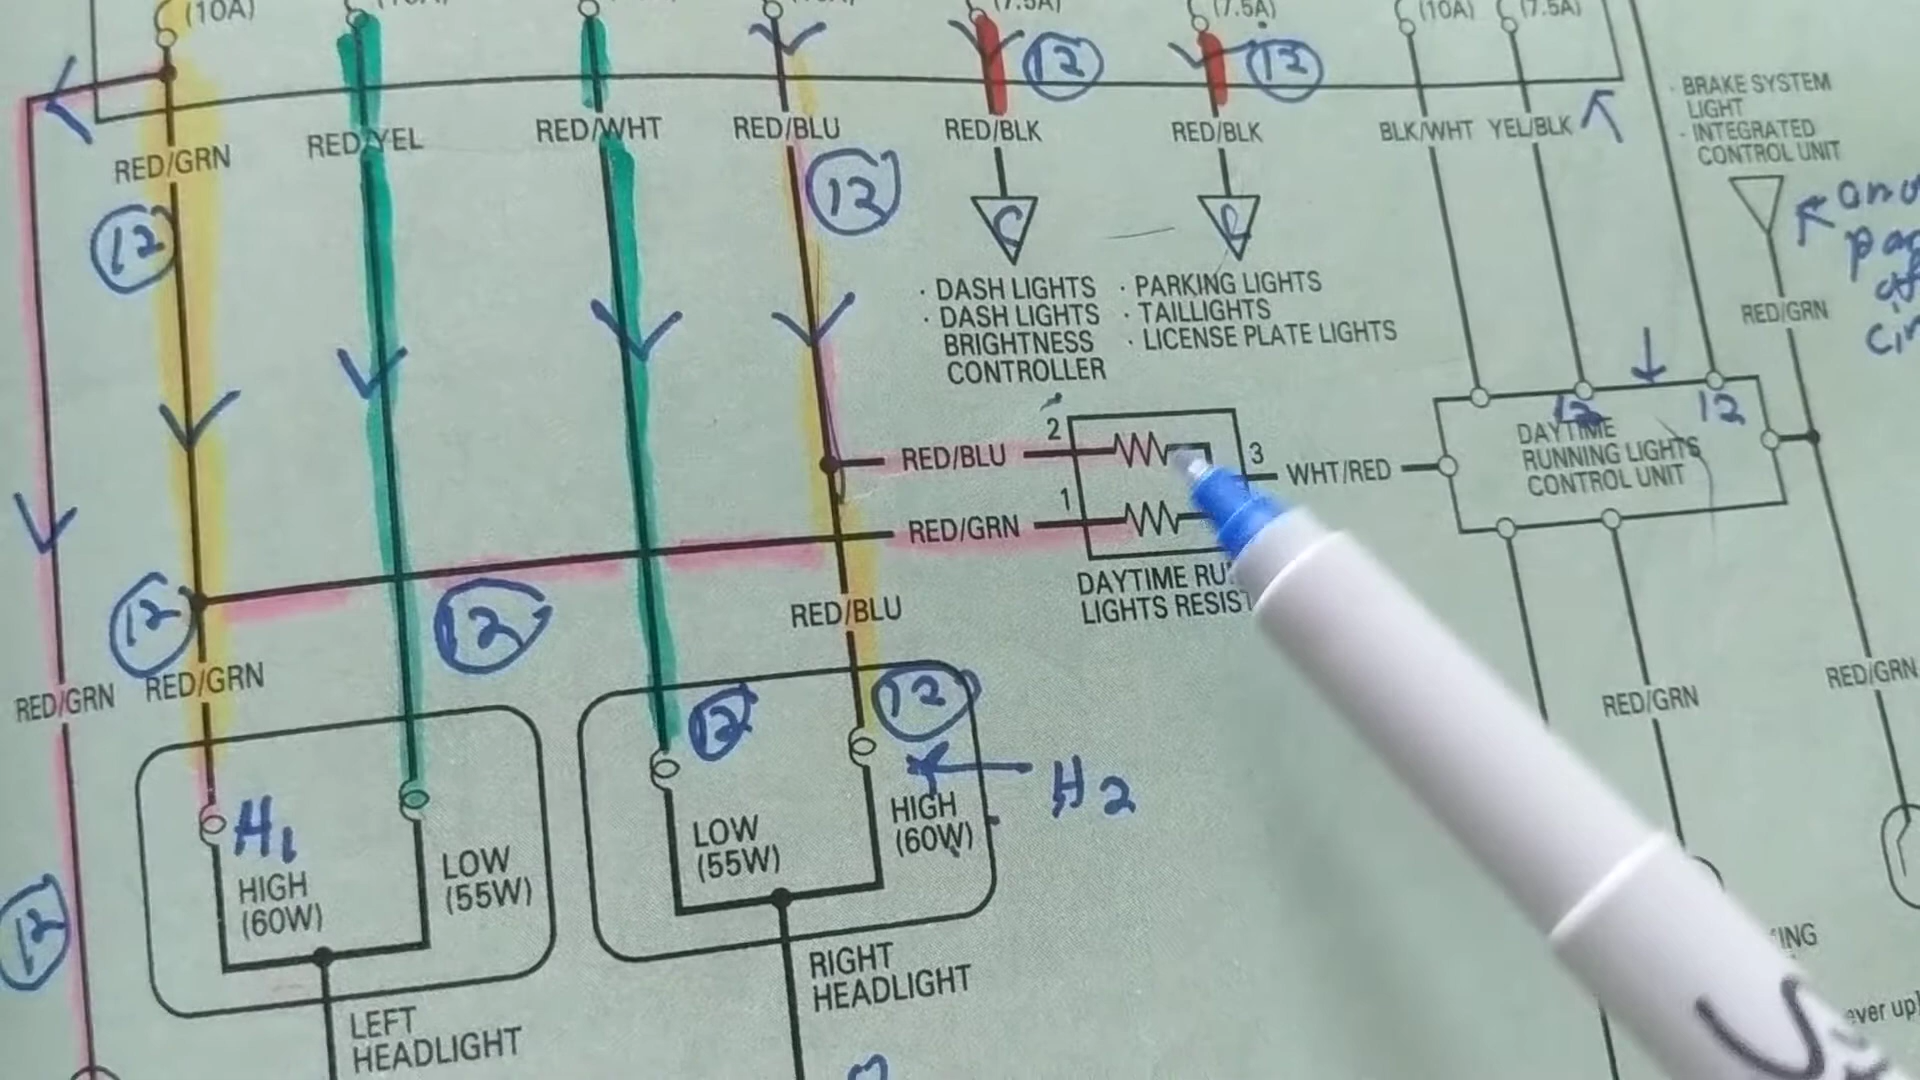 (10A)
(7.5A)
(7.5A)
(10A)
(7.5A)
12
12
RED/GRN
RED/YEL
RED/WHT
RED/BLU
RED/BLK
RED/BLK
BLK/WHT
YEL/BLK
· BRAKE SYSTEM
LIGHT
· INTEGRATED
CONTROL UNIT
12
12
C
· DASH LIGHTS
· DASH LIGHTS
BRIGHTNESS
CONTROLLER
· PARKING LIGHTS
· TAILLIGHTS
· LICENSE PLATE LIGHTS
RED/GRN
12
12
2
RED/BLU
3
WHT/RED
DAYTIME
RUNNING LIGHTS
CONTROL UNIT
1
RED/GRN
DAYTIME RU
LIGHTS RESIST
12
12
RED/BLU
RED/GRN
RED/GRN
RED/GRN
RED/GRN
12
12
H1
HIGH
(60W)
LOW
(55W)
LOW
(55W)
HIGH
(60W)
H2
12
LEFT
HEADLIGHT
RIGHT
HEADLIGHT
ING
ever up)